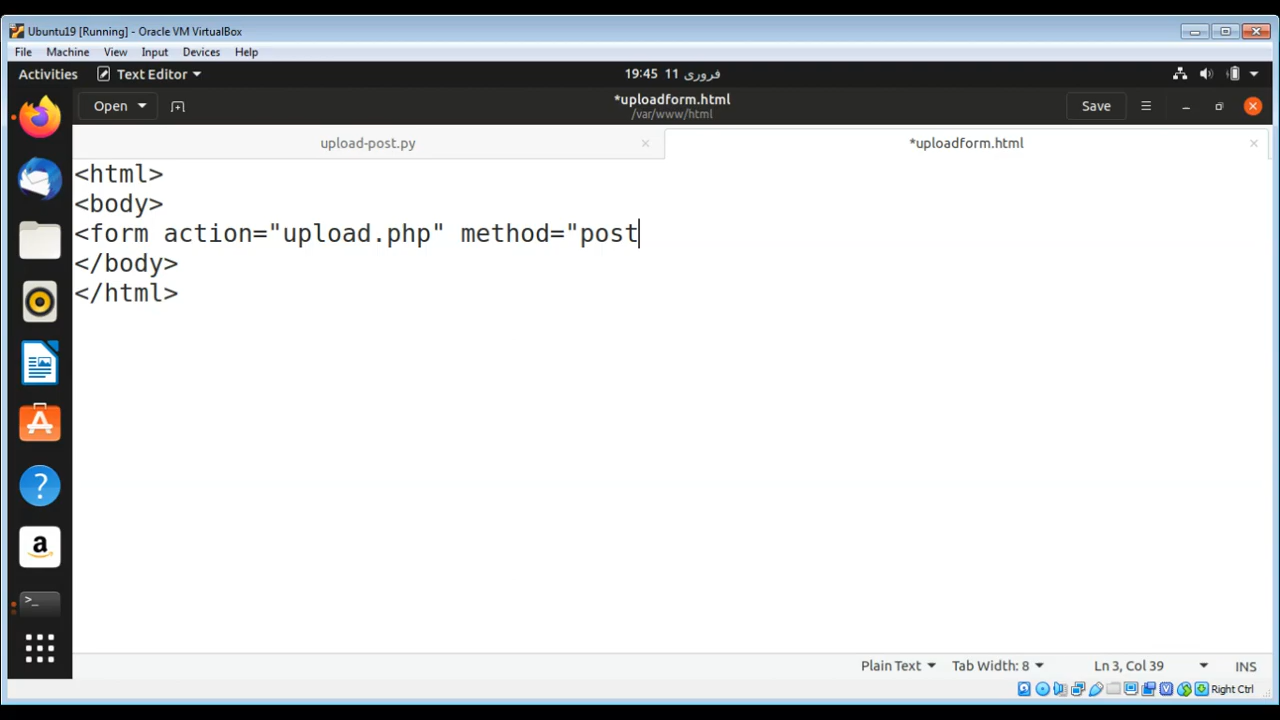 Ubuntu19 [Running] - Oracle VM VirtualBox
File Machine View Input Devices Help
Activities Text Editor 19:45 11 فروری
Open *uploadform.html Save
/var/www/html
upload-post.py *uploadform.html
<html>
<body>
<form action="upload.php" method="post
</body>
</html>
Plain Text Tab Width: 8 Ln 3, Col 39 INS
Right Ctrl